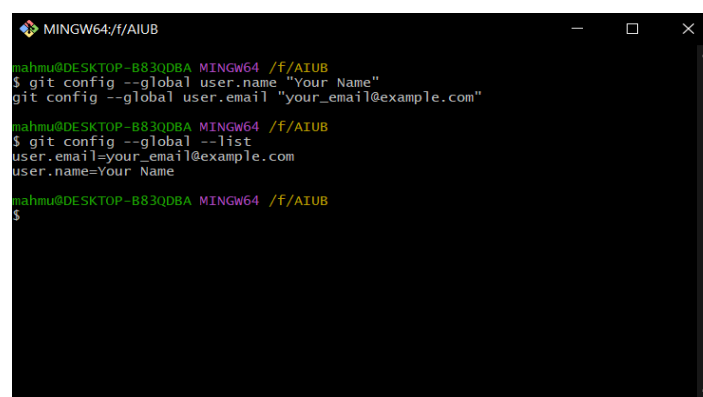 MINGW64:/f/AIUB
mahmu@DESKTOP-B83QDBA MINGW64 /f/AIUB
$ git config --global user.name "Your Name"
git config --global user.email "your_email@example.com"
mahmu@DESKTOP-B83QDBA MINGW64 /f/AIUB
$ git config --global --list
user.email=your_email@example.com
user.name=Your Name
mahmu@DESKTOP-B83QDBA MINGW64 /f/AIUB
$